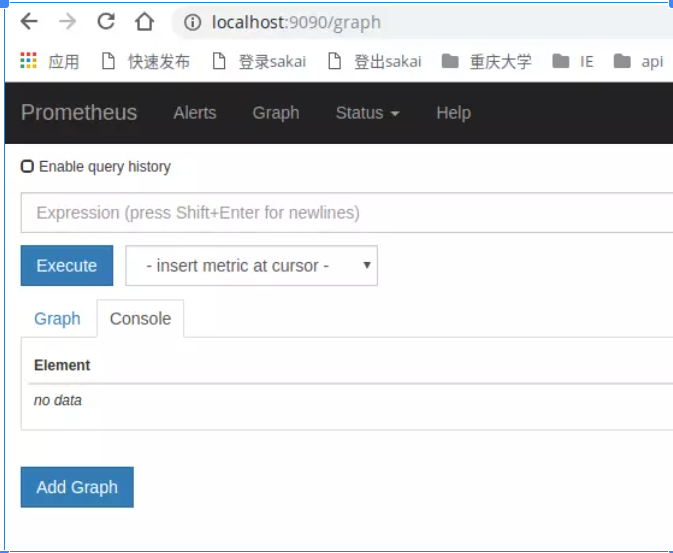 localhost:9090/graph
应用 快速发布 登录sakai 登出sakai 重庆大学 IE api
Prometheus Alerts Graph Status Help
Enable query history
Expression (press Shift+Enter for newlines)
Execute - insert metric at cursor -
Graph Console
Element
no data
Add Graph